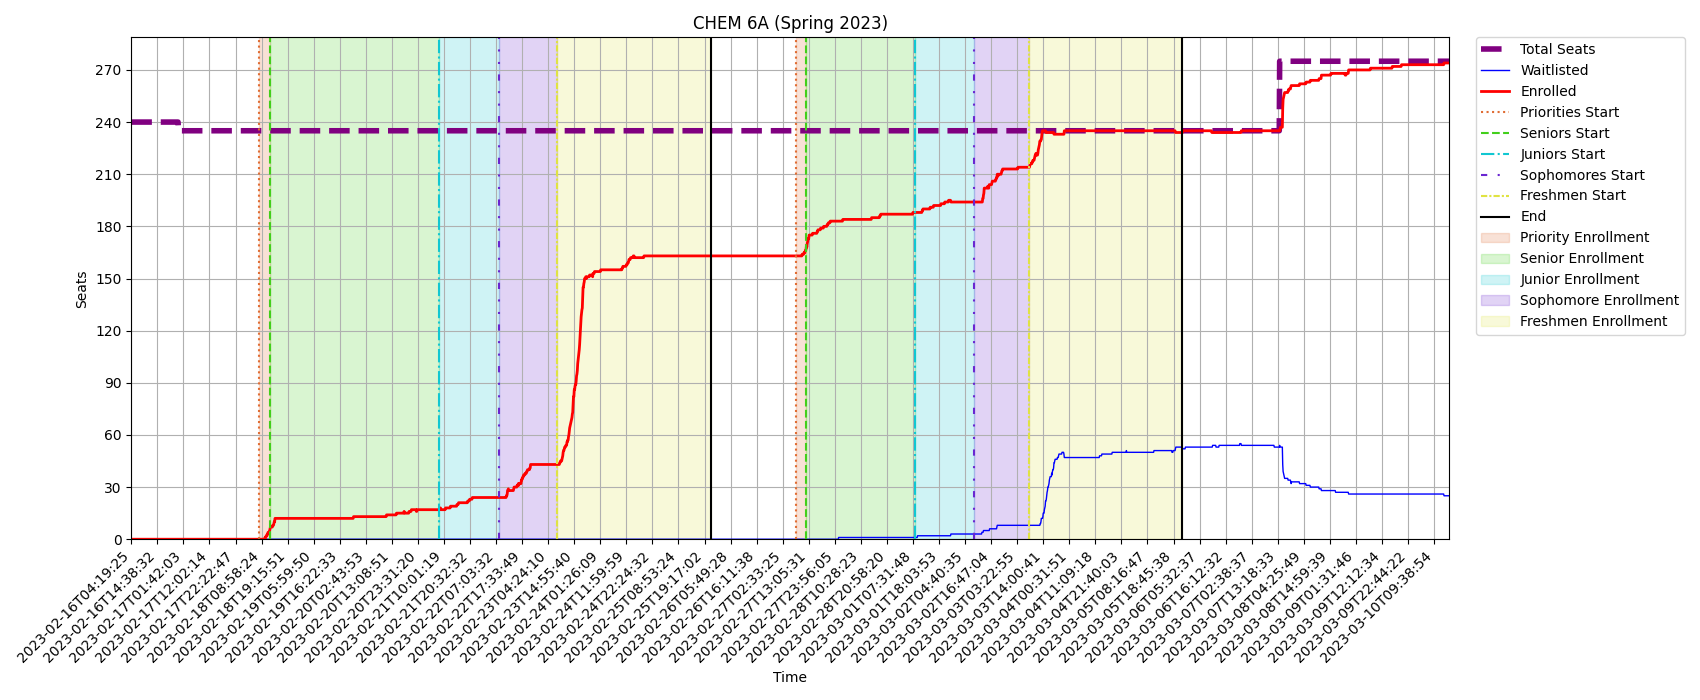 CHEM 6A (Spring 2023)
Seats
270
240
210
180
150
120
90
60
30
0
2023-02-16T04:19:25
2023-02-16T14:38:32
2023-02-17T01:42:03
2023-02-17T12:02:14
2023-02-17T22:22:47
2023-02-18T08:58:24
2023-02-18T19:15:51
2023-02-19T05:59:50
2023-02-19T16:22:33
2023-02-20T02:43:53
2023-02-20T13:08:51
2023-02-20T23:31:20
2023-02-21T10:01:19
2023-02-21T20:32:32
2023-02-22T07:03:32
2023-02-22T17:33:49
2023-02-23T04:24:10
2023-02-23T14:55:40
2023-02-24T01:26:09
2023-02-24T11:59:59
2023-02-24T22:24:32
2023-02-25T08:53:24
2023-02-25T19:17:02
2023-02-26T05:49:28
2023-02-26T16:11:38
2023-02-27T02:33:25
2023-02-27T13:05:31
2023-02-27T23:56:05
2023-02-28T10:28:23
2023-02-28T20:58:20
2023-03-01T07:31:48
2023-03-01T18:03:53
2023-03-02T04:40:35
2023-03-02T16:47:04
2023-03-03T03:22:55
2023-03-03T14:00:41
2023-03-04T00:31:51
2023-03-04T11:09:18
2023-03-04T21:40:03
2023-03-05T08:16:47
2023-03-05T18:45:38
2023-03-06T05:32:37
2023-03-06T16:12:32
2023-03-07T02:38:37
2023-03-07T13:18:33
2023-03-08T04:25:49
2023-03-08T14:59:39
2023-03-09T01:31:46
2023-03-09T12:12:34
2023-03-09T22:44:22
2023-03-10T09:38:54
Time
Total Seats
Waitlisted
Enrolled
Priorities Start
Seniors Start
Juniors Start
Sophomores Start
Freshmen Start
End
Priority Enrollment
Senior Enrollment
Junior Enrollment
Sophomore Enrollment
Freshmen Enrollment